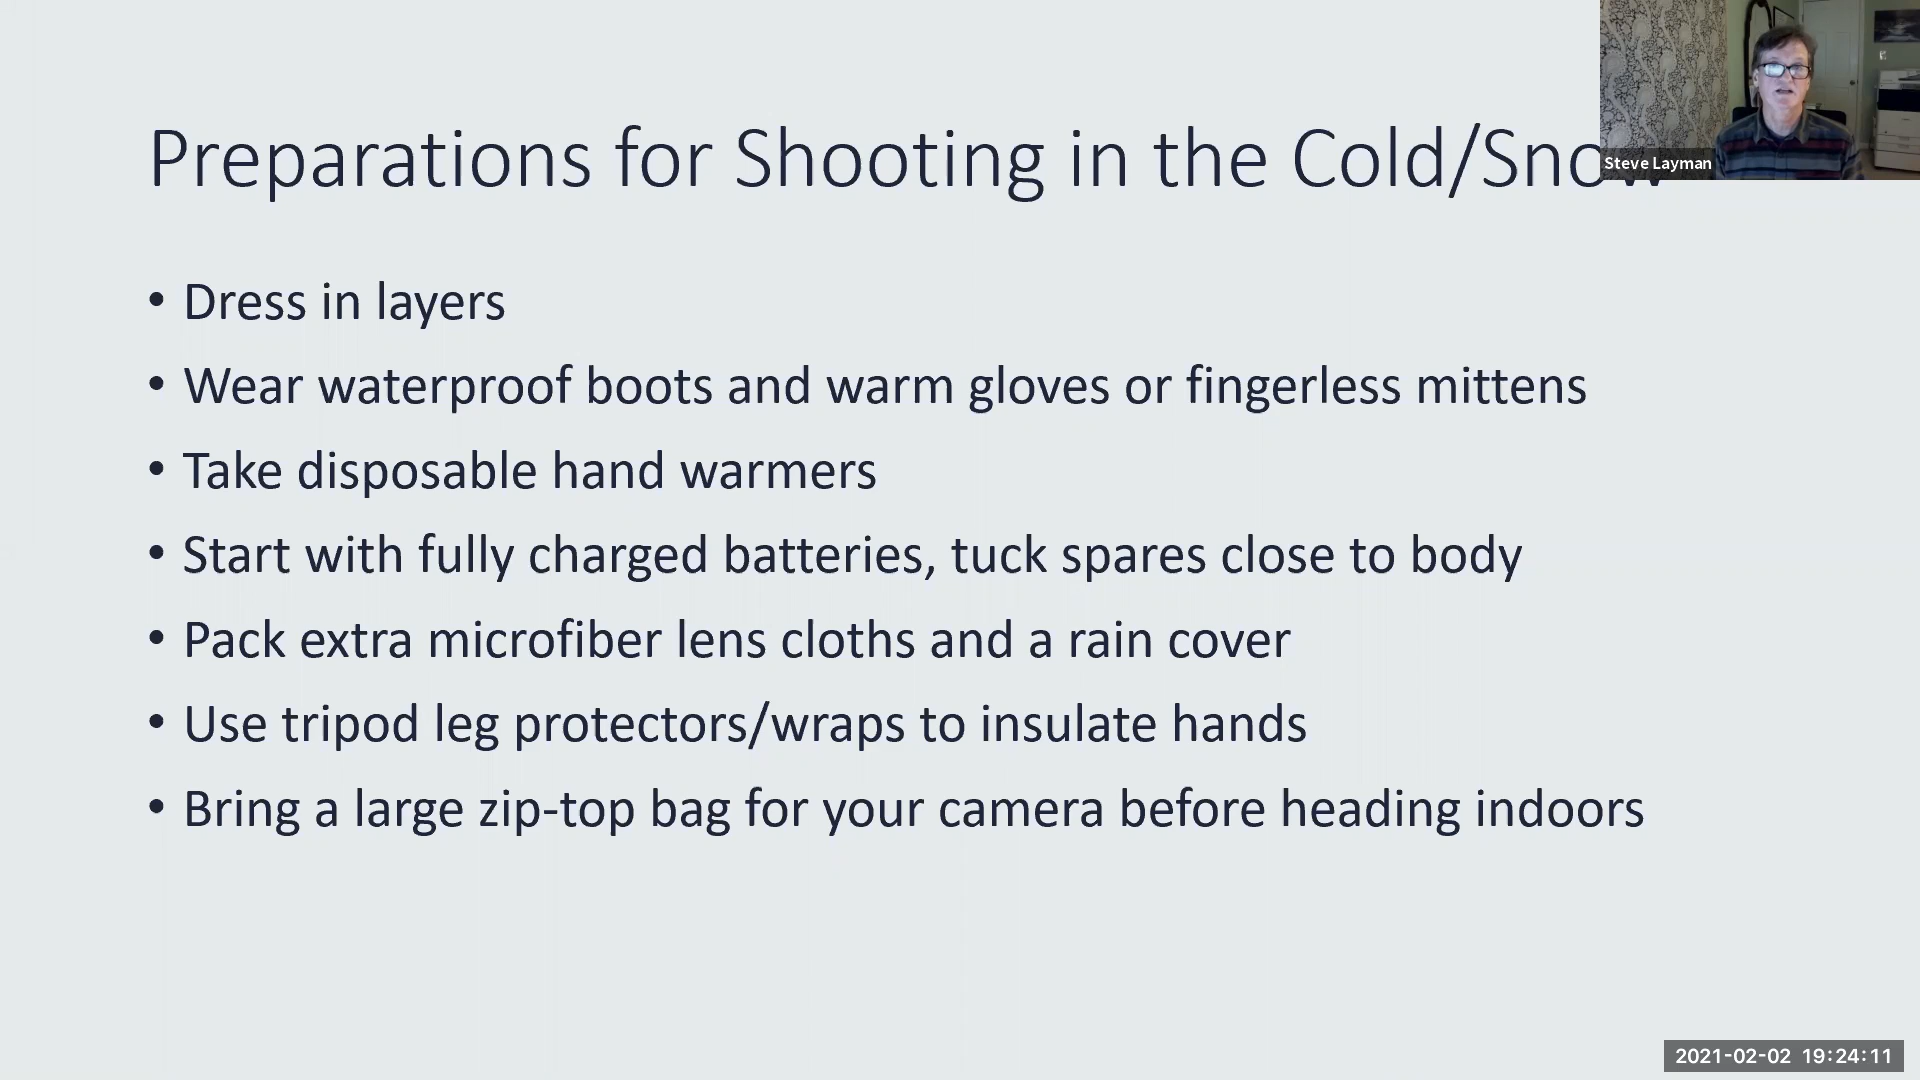 Preparations for Shooting in the Cold/Snow
Steve Layman
• Dress in layers
• Wear waterproof boots and warm gloves or fingerless mittens
• Take disposable hand warmers
• Start with fully charged batteries, tuck spares close to body
• Pack extra microfiber lens cloths and a rain cover
• Use tripod leg protectors/wraps to insulate hands
• Bring a large zip-top bag for your camera before heading indoors
2021-02-02 19:24:11